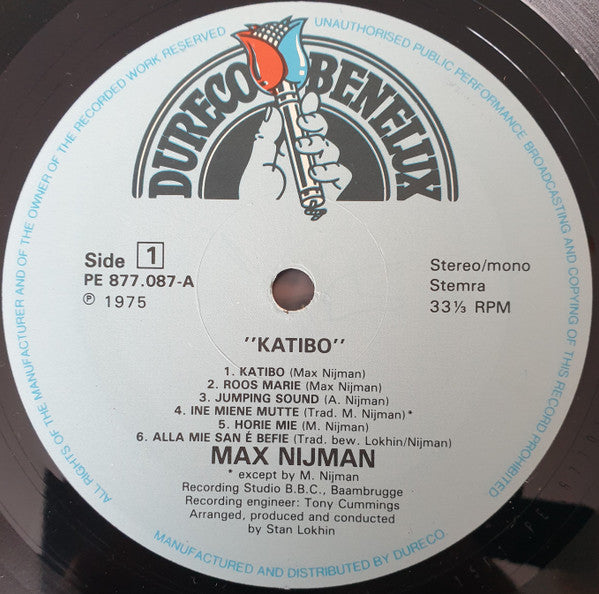 DURECO BENELUX
ALL RIGHTS OF THE MANUFACTURER AND OF THE OWNER OF THE RECORDED WORK RESERVED
UNAUTHORISED PUBLIC PERFORMANCE BROADCASTING AND COPYING OF THIS RECORD PROHIBITED
Side 1
PE 877.087-A
℗ 1975
Stereo/mono
Stemra
33⅓ RPM
"KATIBO"
1. KATIBO (Max Nijman)
2. ROOS MARIE (Max Nijman)
3. JUMPING SOUND (A. Nijman)
4. INE MIENE MUTTE (Trad. M. Nijman)*
5. HORIE MIE (M. Nijman)
6. ALLA MIE SAN É BEFIE (Trad. bew. Lokhin/Nijman)
MAX NIJMAN
* except by M. Nijman
Recording Studio B.B.C., Baambrugge
Recording engineer: Tony Cummings
Arranged, produced and conducted
by Stan Lokhin
MANUFACTURED AND DISTRIBUTED BY DURECO